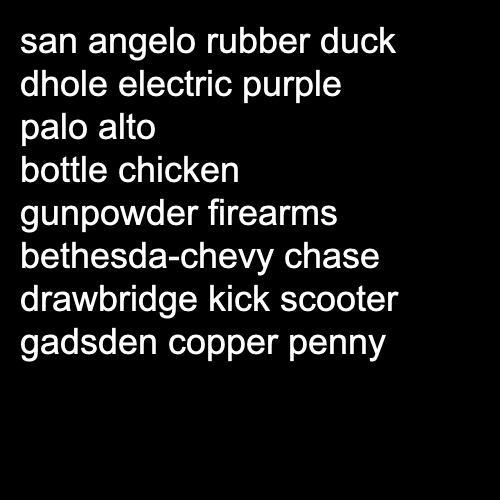 san angelo rubber duck
dhole electric purple
palo alto
bottle chicken
gunpowder firearms
bethesda-chevy chase
drawbridge kick scooter
gadsden copper penny